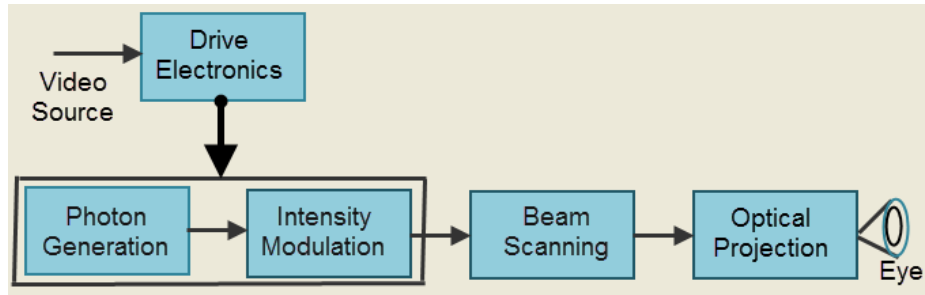 Drive
Electronics
Video
Source
Photon
Generation
Intensity
Modulation
Beam
Scanning
Optical
Projection
Eye